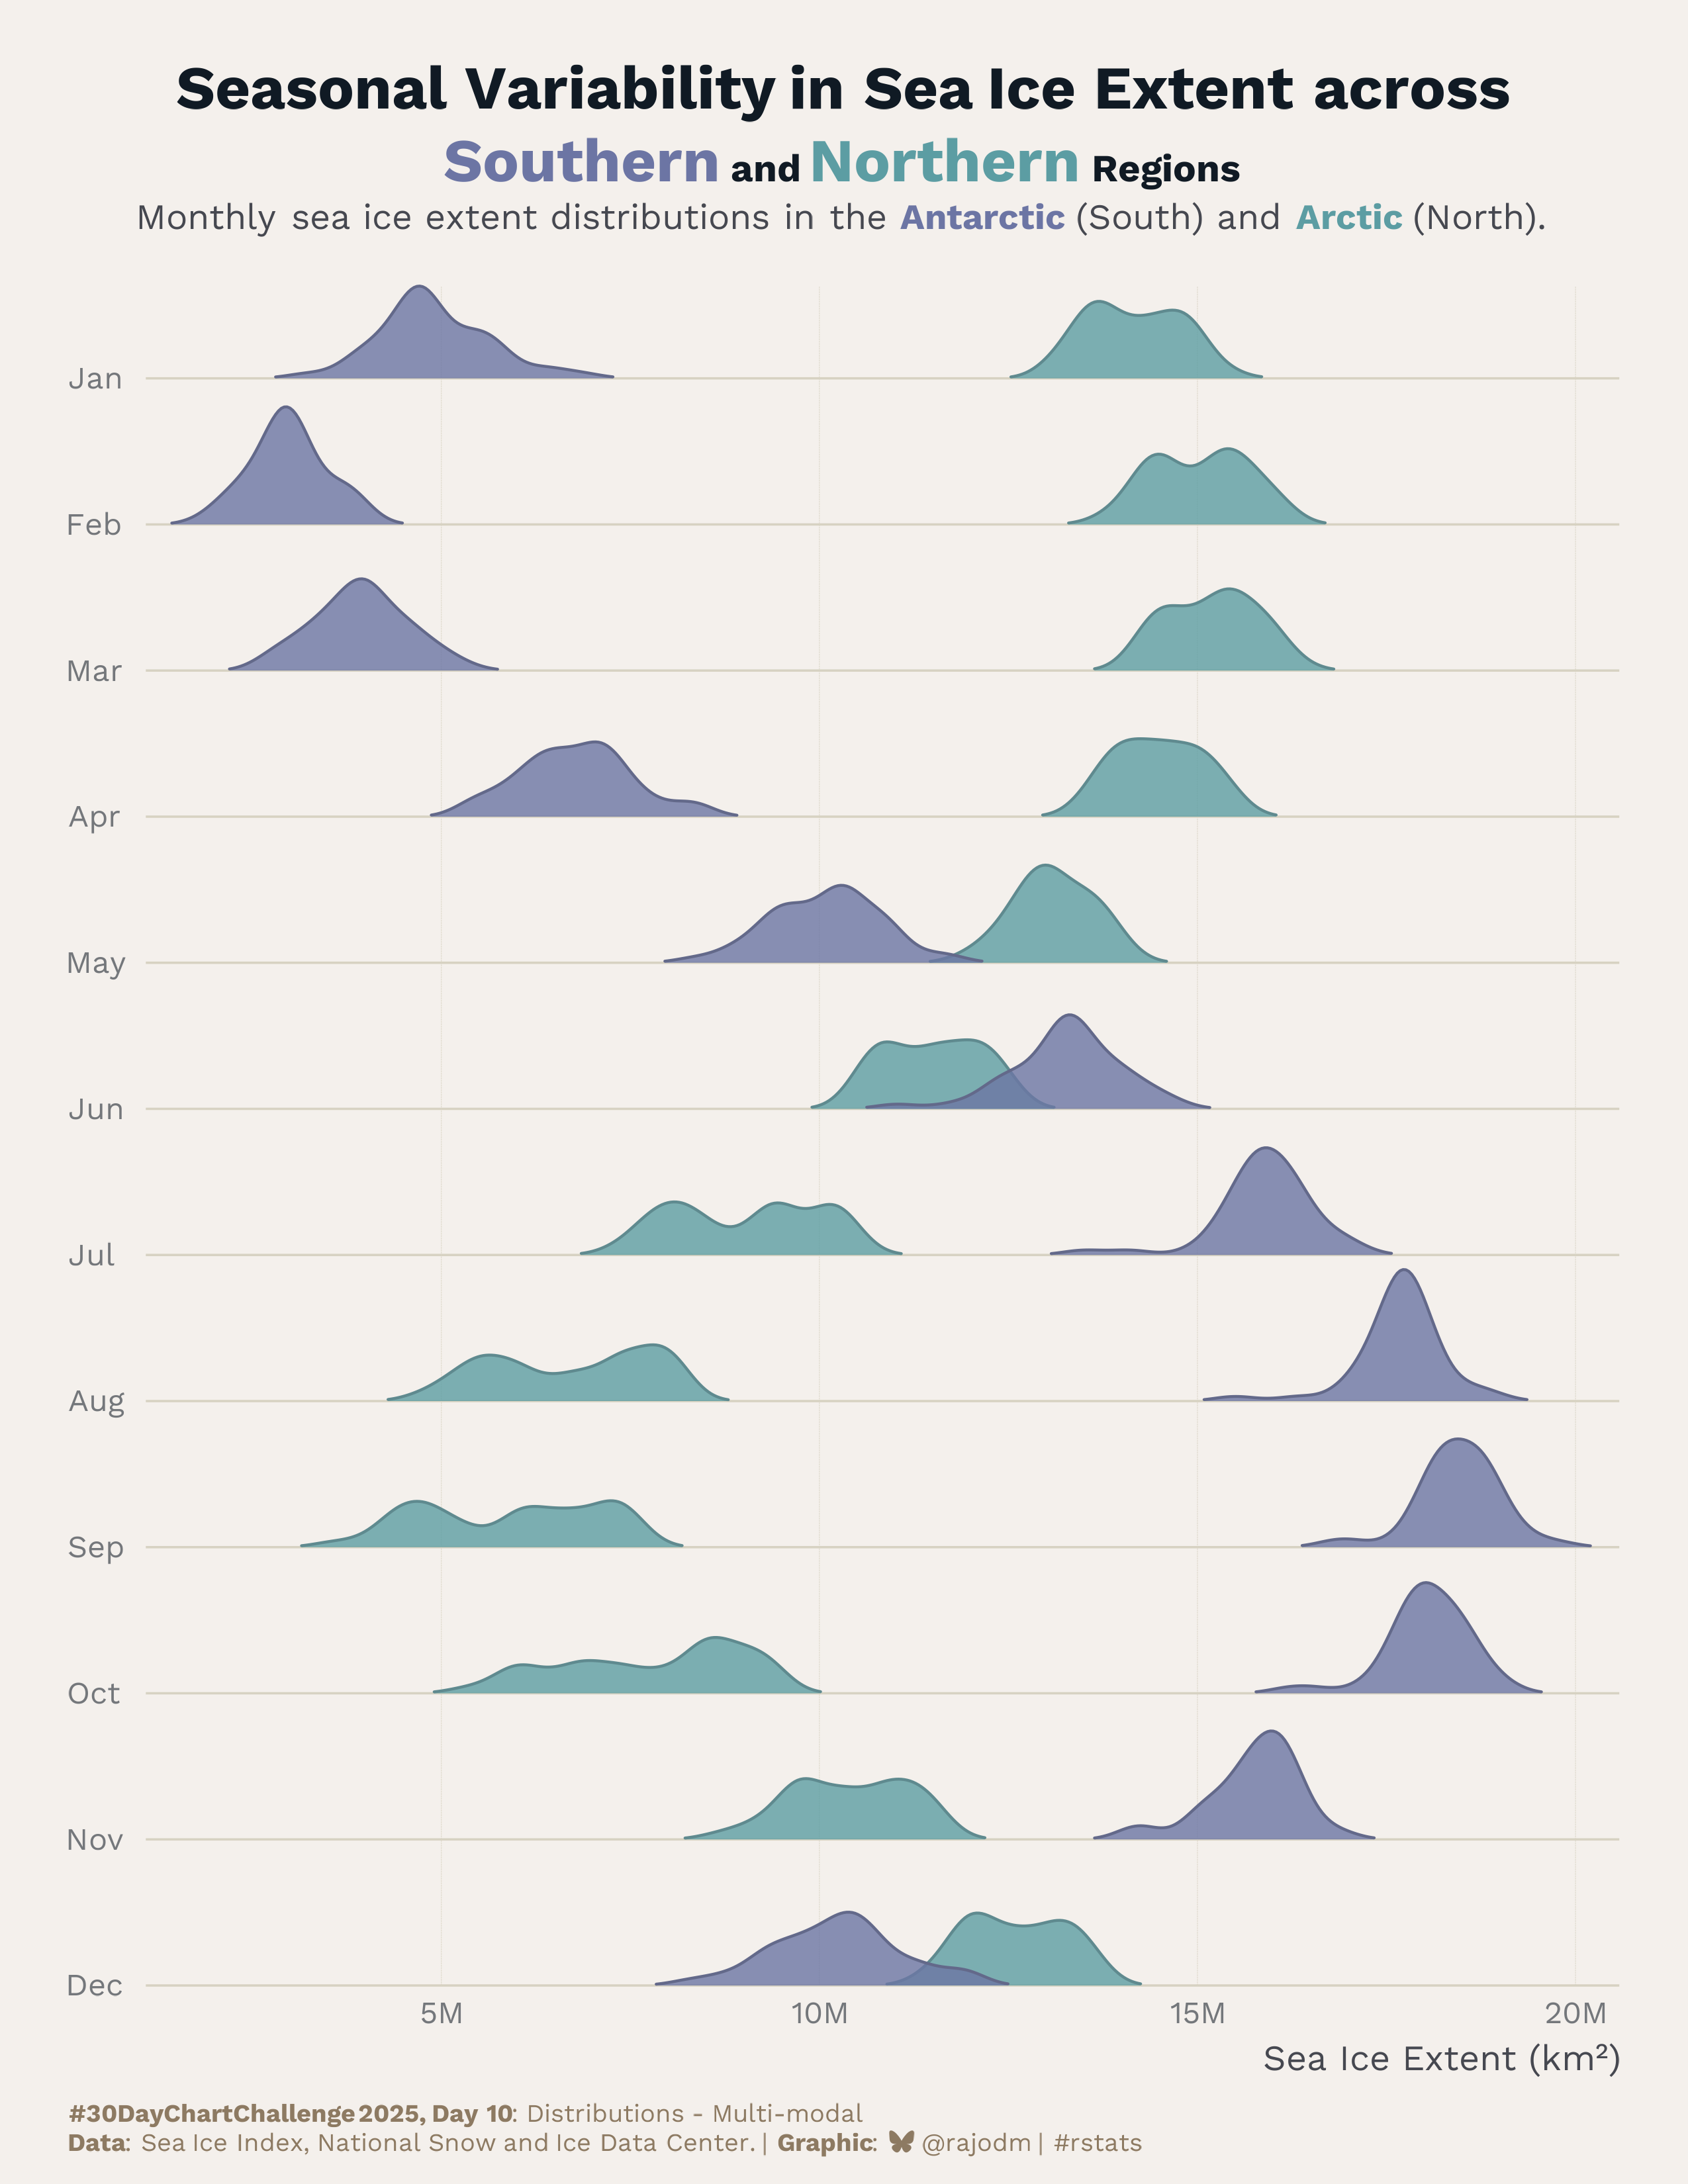 Seasonal Variability in Sea Ice Extent across
Southern and Northern Regions
Monthly sea ice extent distributions in the Antarctic (South) and Arctic (North).
Jan
Feb
Mar
Apr
May
Jun
Jul
Aug
Sep
Oct
Nov
Dec
5M 10M 15M 20M
Sea Ice Extent (km²)
#30DayChartChallenge 2025, Day 10: Distributions - Multi-modal
Data: Sea Ice Index, National Snow and Ice Data Center. | Graphic: @rajodm | #rstats